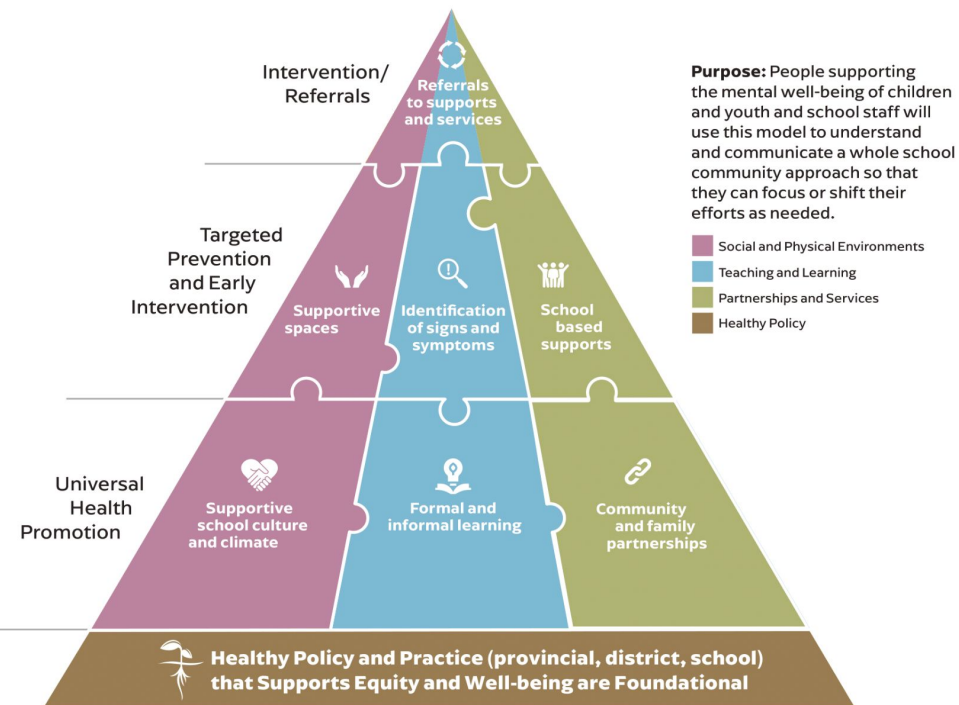 Intervention/
Referrals
Referrals
to supports
and services
Purpose: People supporting
the mental well-being of children
and youth and school staff will
use this model to understand
and communicate a whole school
community approach so that
they can focus or shift their
efforts as needed.
Social and Physical Environments
Teaching and Learning
Partnerships and Services
Healthy Policy
Targeted
Prevention
and Early
Intervention
Supportive
spaces
Identification
of signs and
symptoms
School
based
supports
Universal
Health
Promotion
Supportive
school culture
and climate
Formal and
informal learning
Community
and family
partnerships
Healthy Policy and Practice (provincial, district, school)
that Supports Equity and Well-being are Foundational